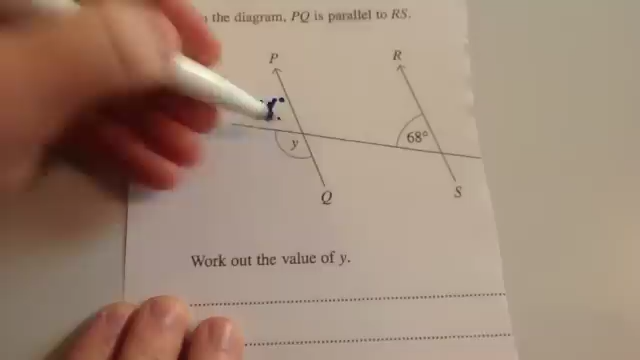 the diagram, PQ is parallel to RS.
P
R
x
y
68°
Q
S
Work out the value of y.